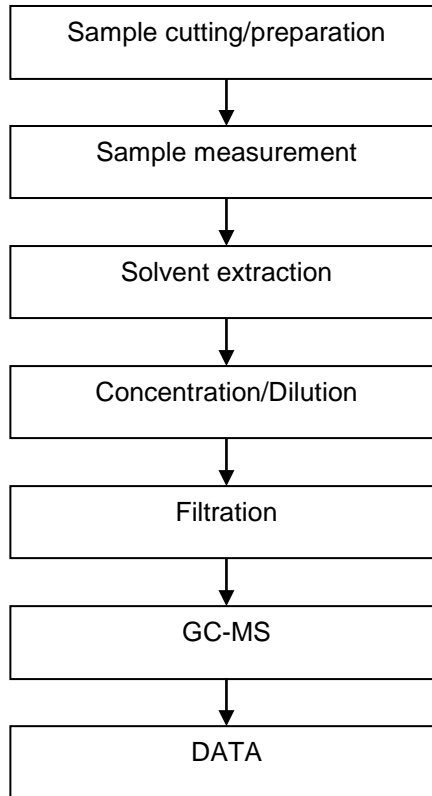 Sample cutting/preparation
Sample measurement
Solvent extraction
Concentration/Dilution
Filtration
GC-MS
DATA